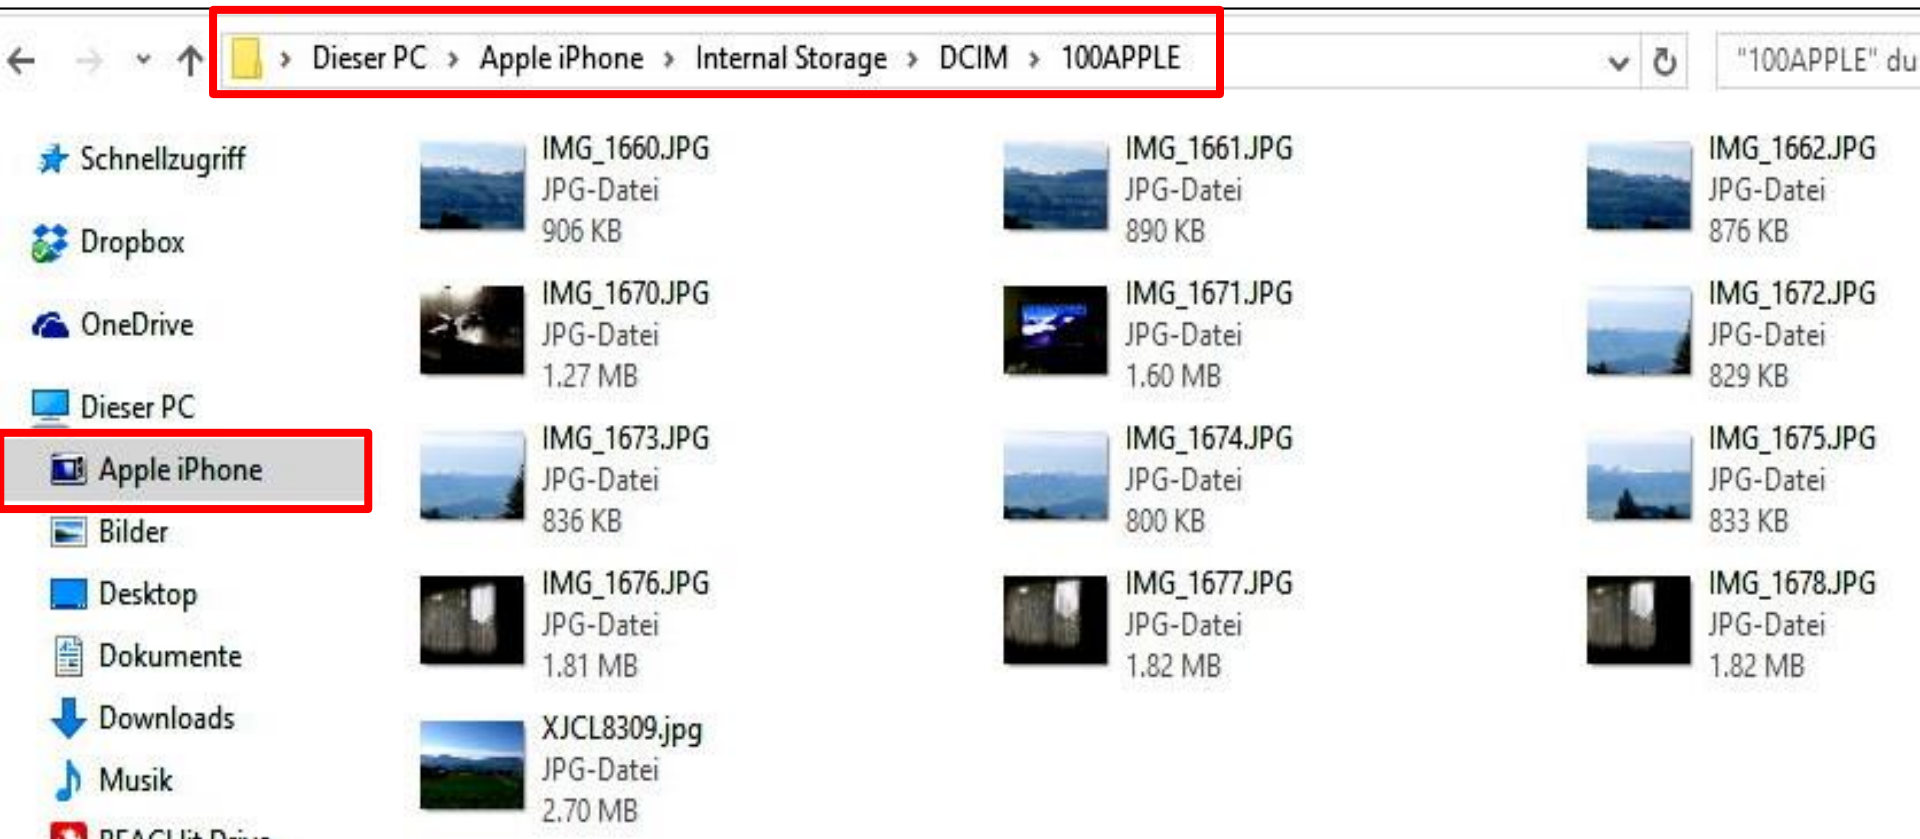 Dieser PC > Apple iPhone > Internal Storage > DCIM > 100APPLE
"100APPLE" du
Schnellzugriff
Dropbox
OneDrive
Dieser PC
Apple iPhone
Bilder
Desktop
Dokumente
Downloads
Musik
IMG_1660.JPG
JPG-Datei
906 KB
IMG_1661.JPG
JPG-Datei
890 KB
IMG_1662.JPG
JPG-Datei
876 KB
IMG_1670.JPG
JPG-Datei
1.27 MB
IMG_1671.JPG
JPG-Datei
1.60 MB
IMG_1672.JPG
JPG-Datei
829 KB
IMG_1673.JPG
JPG-Datei
836 KB
IMG_1674.JPG
JPG-Datei
800 KB
IMG_1675.JPG
JPG-Datei
833 KB
IMG_1676.JPG
JPG-Datei
1.81 MB
IMG_1677.JPG
JPG-Datei
1.82 MB
IMG_1678.JPG
JPG-Datei
1.82 MB
XJCL8309.jpg
JPG-Datei
2.70 MB